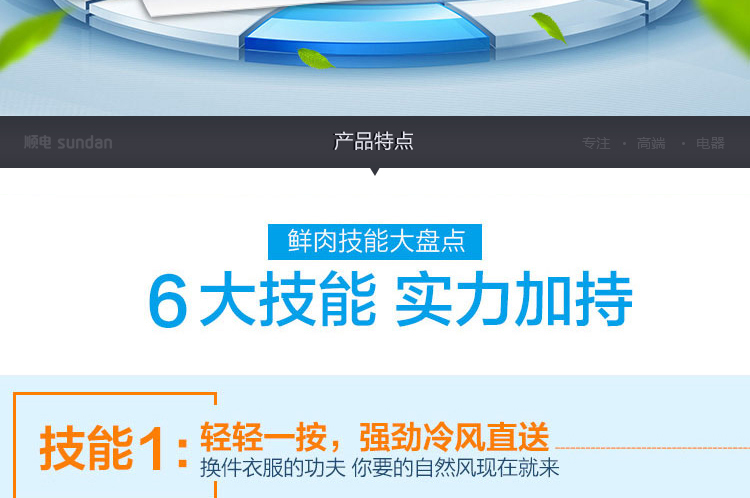 顺电 sundan 产品特点 专注 · 高端 · 电器
鲜肉技能大盘点
6大技能 实力加持
技能1：
轻轻一按，强劲冷风直送
换件衣服的功夫 你要的自然风现在就来